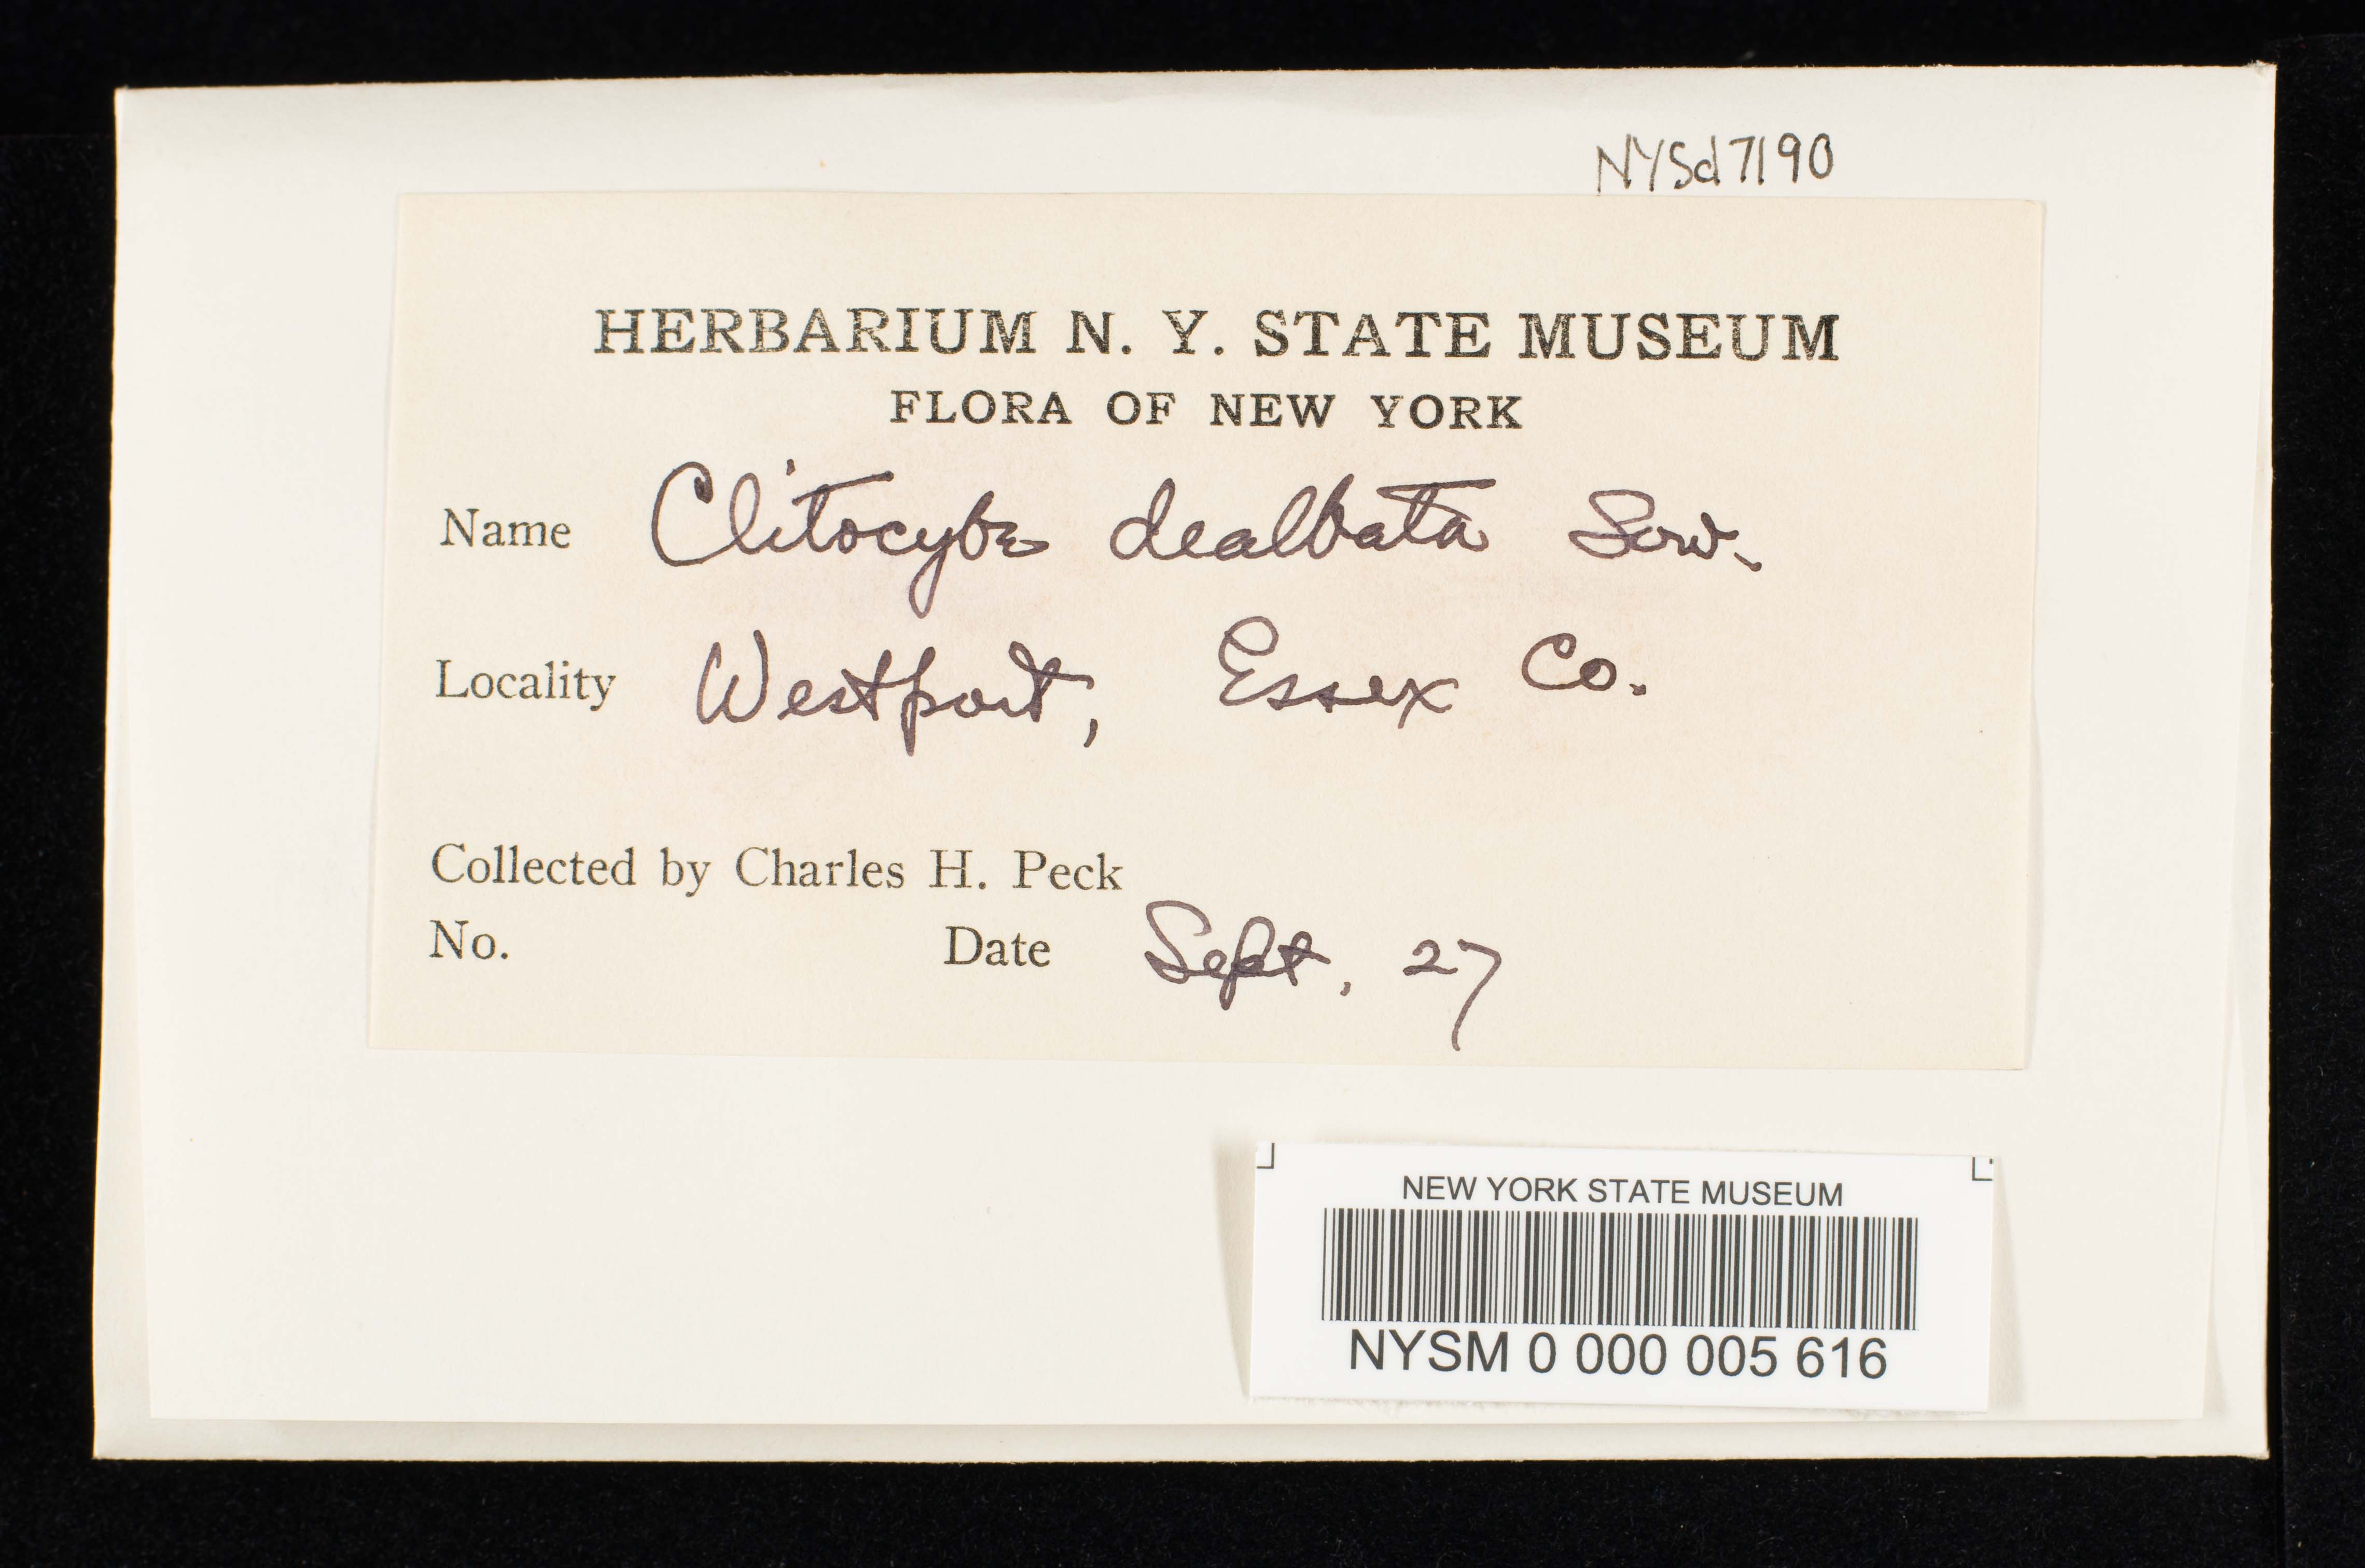 NYSd7190
HERBARIUM N. Y. STATE MUSEUM
FLORA OF NEW YORK
Name Clitocybe dealbata Sow.
Locality Westport, Essex Co.
Collected by Charles H. Peck
No. Date Sept. 27
NEW YORK STATE MUSEUM
NYSM 0 000 005 616